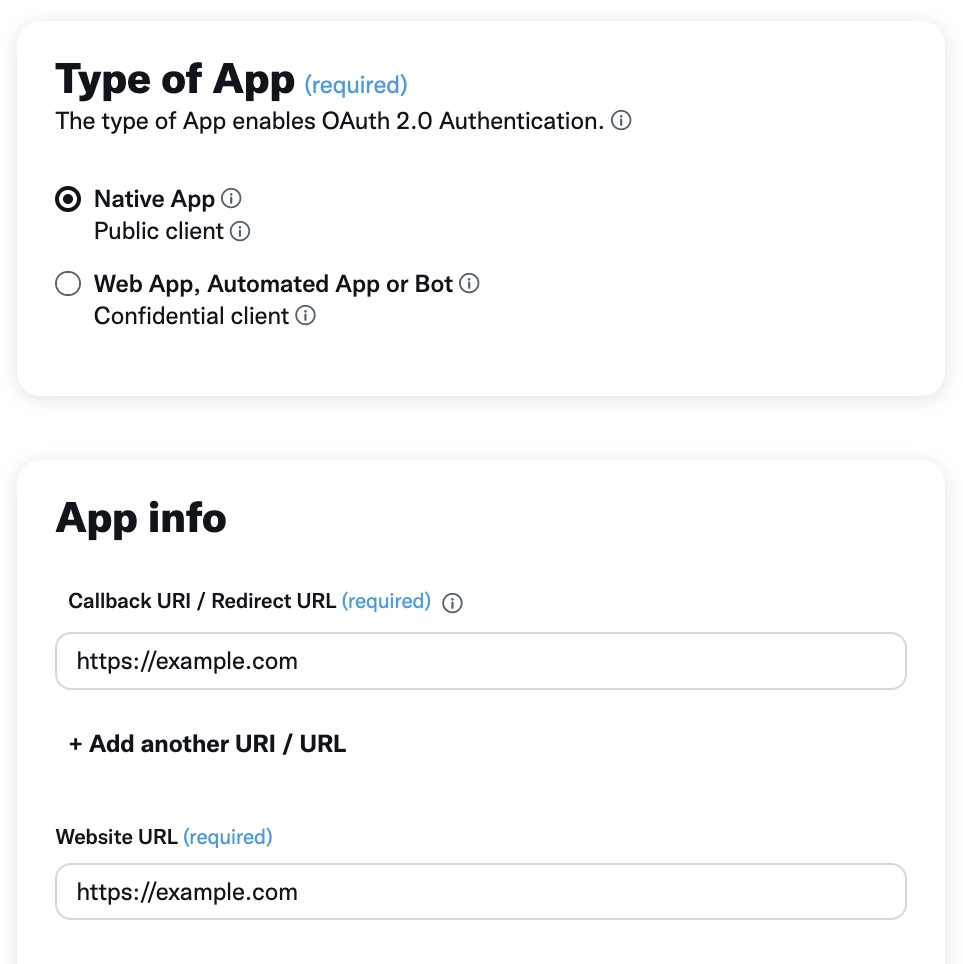 Type of App (required)
The type of App enables OAuth 2.0 Authentication.
Native App
Public client
Web App, Automated App or Bot
Confidential client
App info
Callback URI / Redirect URL (required)
https://example.com
+ Add another URI / URL
Website URL (required)
https://example.com